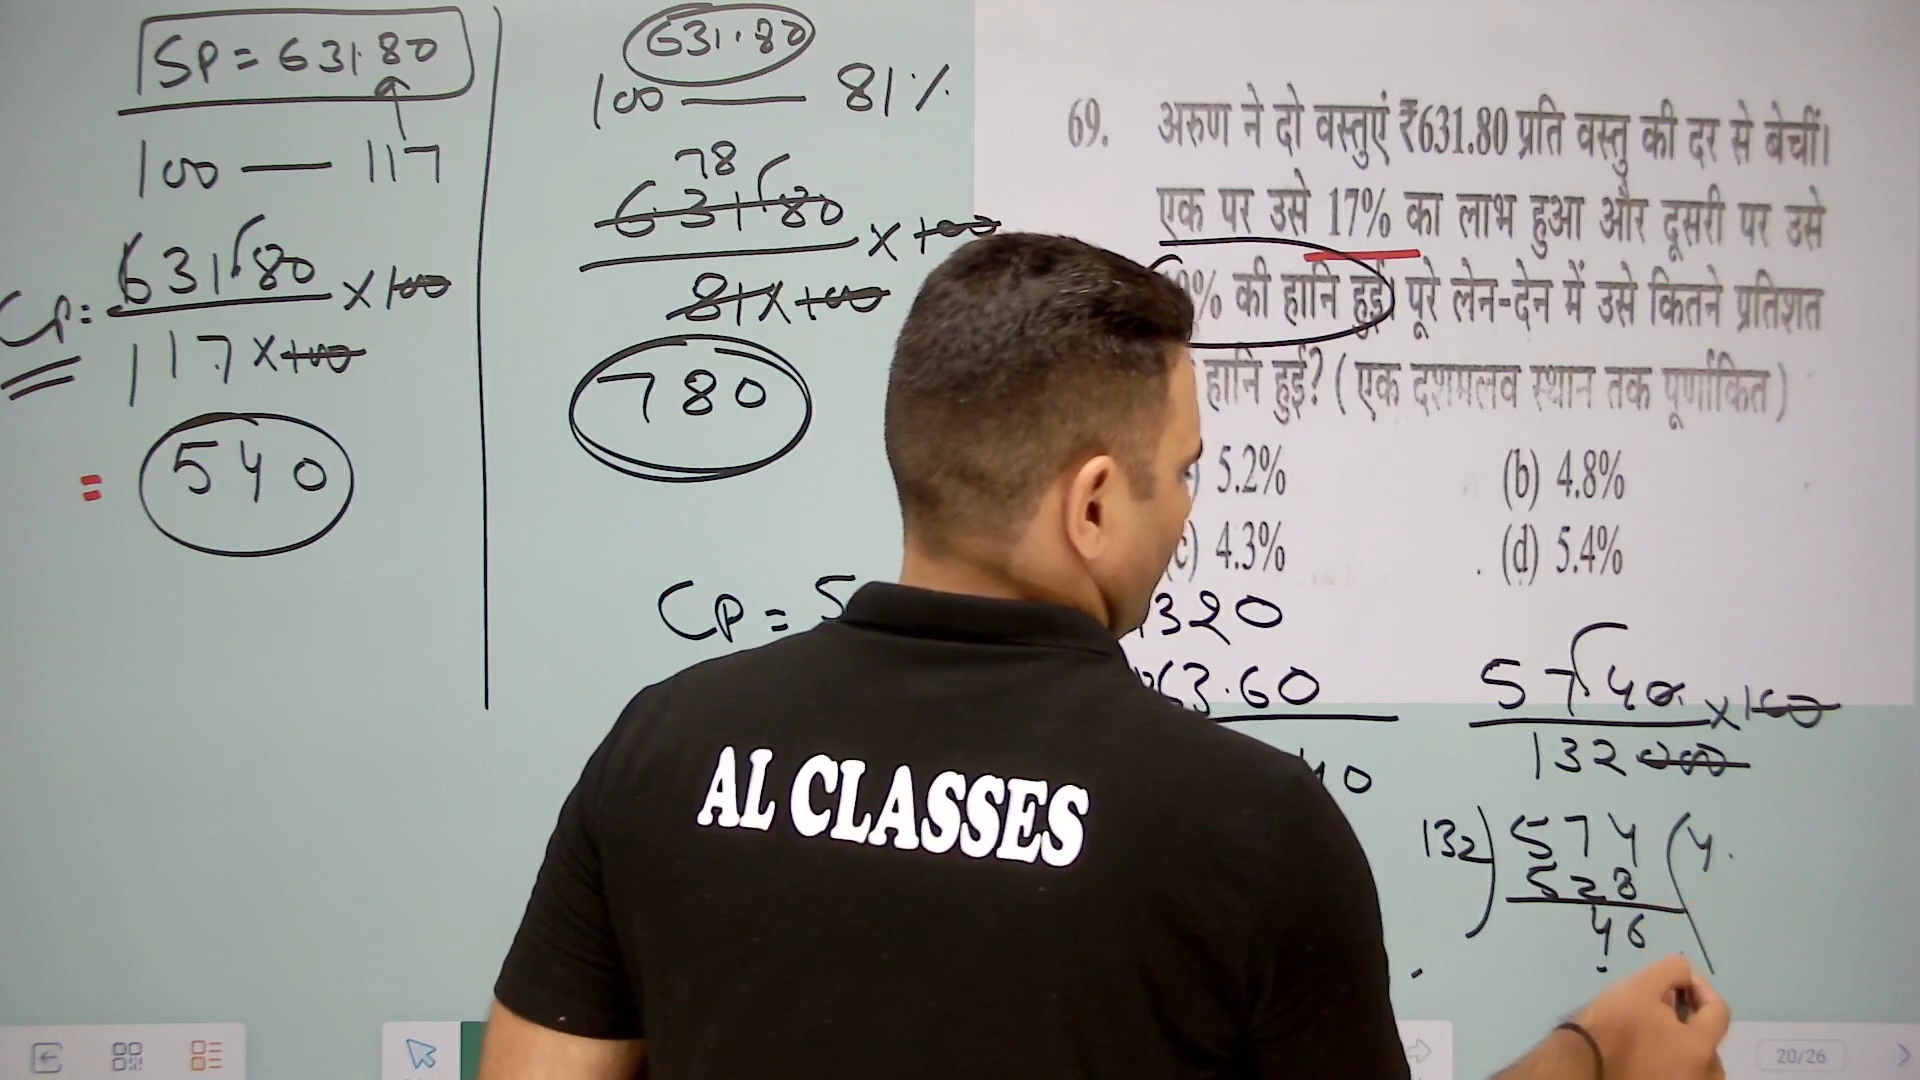 SP = 631.80
100 — 117
CP = 631.80 × 100
117 × 100
= 540
631.80
100 — 81%
78
631.80 × 100
81 × 100
780
CP = 5
320
63.60
40
69. अरुण ने दो वस्तुएं ₹631.80 प्रति वस्तु की दर से बेचीं।
एक पर उसे 17% का लाभ हुआ और दूसरी पर उसे
% की हानि हुई। पूरे लेन-देन में उसे कितने प्रतिशत
हानि हुई? ( एक दशमलव स्थान तक पूर्णांकित )
5.2% (b) 4.8%
(c) 4.3% (d) 5.4%
57.40 × 100
132000
132) 574 (4.
528
46
AL CLASSES
20/26